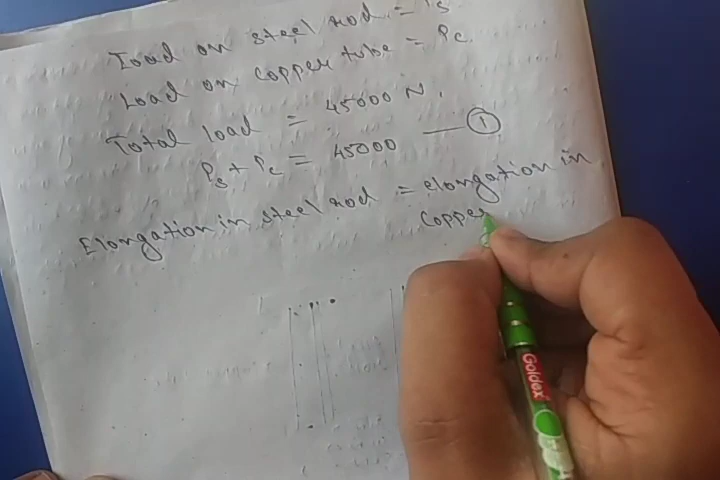 Load on steel rod = Ps
Load on copper tube = Pc
Total load = 45000 N.
Ps + Pc = 45000 — 1
Elongation in steel rod = elongation in
Copper
Goldex